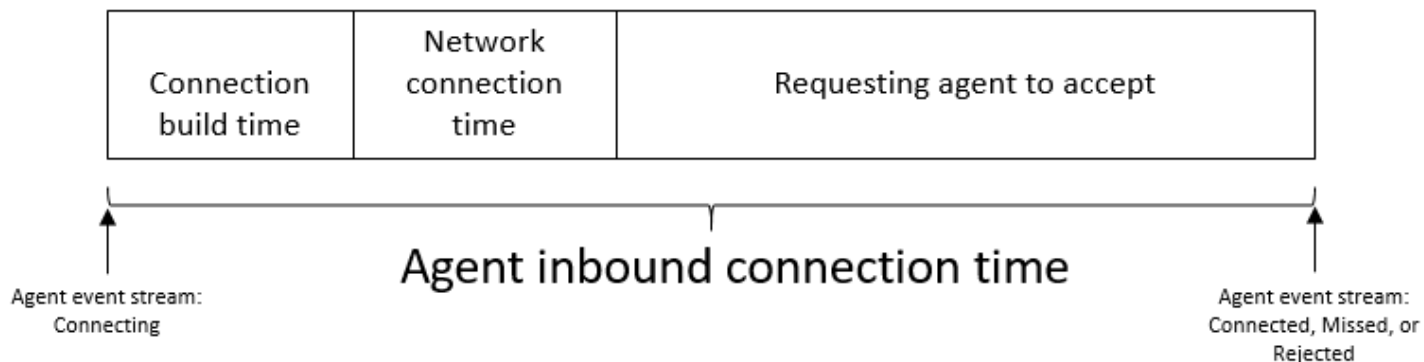 Connection
build time
Network
connection
time
Requesting agent to accept
Agent inbound connection time
Agent event stream:
Connecting
Agent event stream:
Connected, Missed, or
Rejected